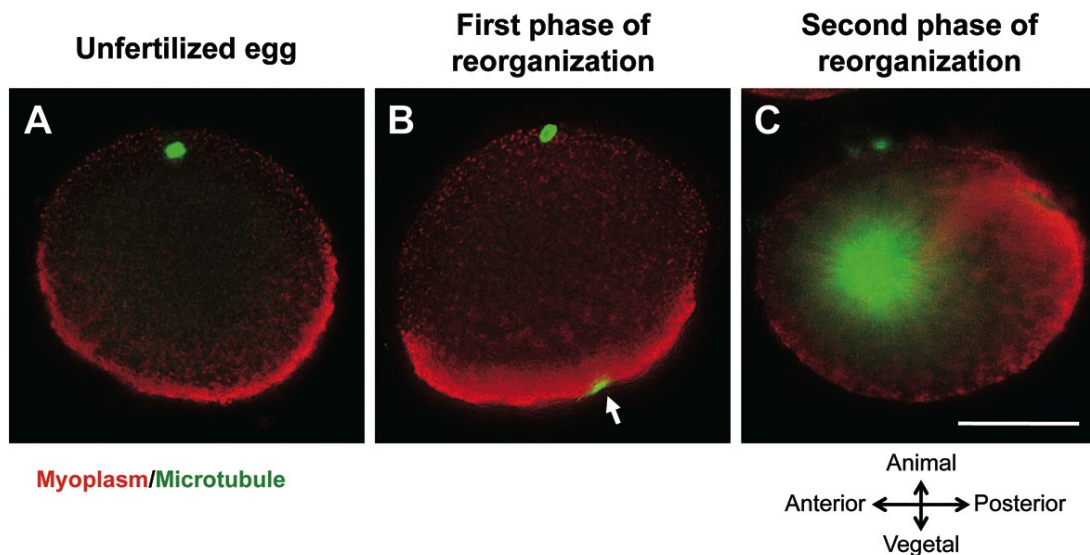 Unfertilized egg
First phase of
reorganization
Second phase of
reorganization
A
B
C
Myoplasm/Microtubule
Animal
Anterior
Posterior
Vegetal